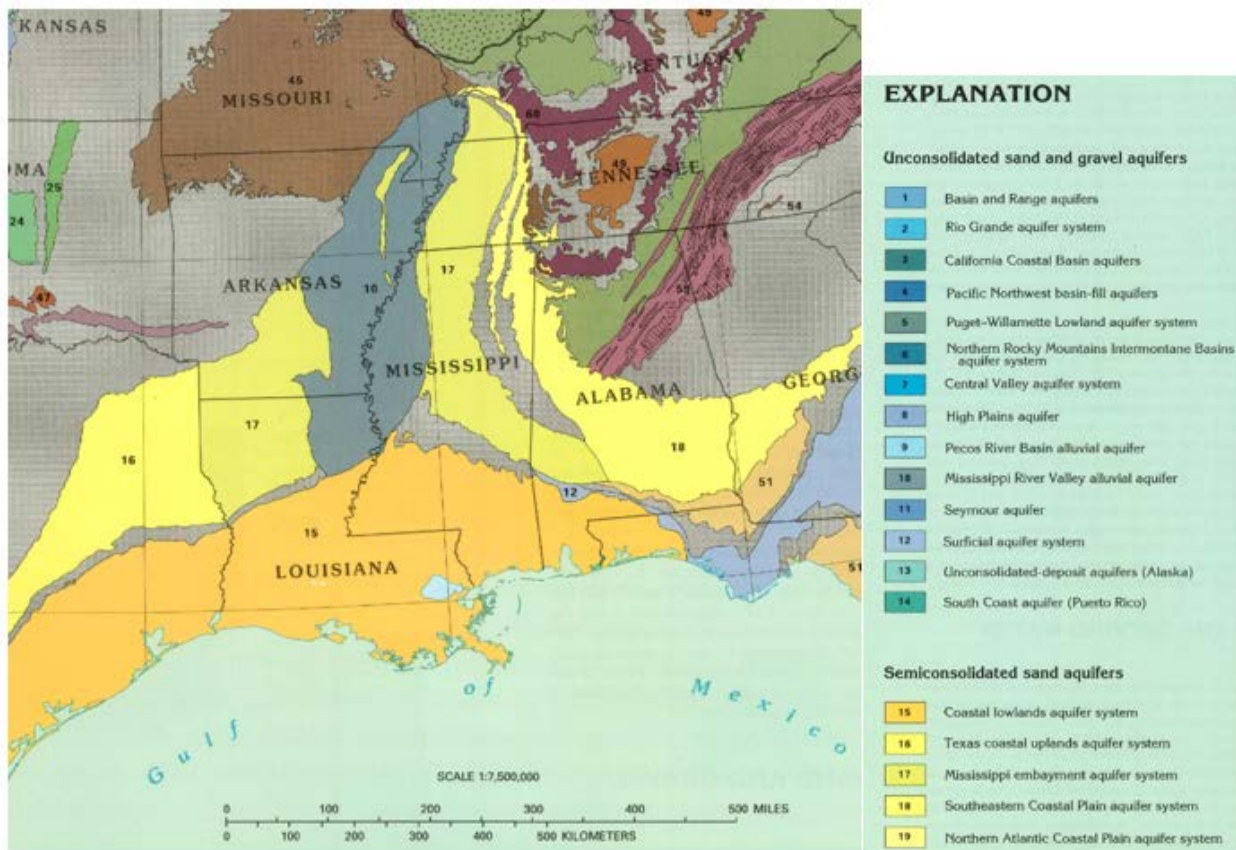 KANSAS
45
MISSOURI
KENTUCKY
OMA
25
24
TENNESSEE
49
54
ARKANSAS
10
17
47
MISSISSIPPI
ALABAMA
GEORG
16
17
18
51
12
15
LOUISIANA
51
Gulf of Mexico
SCALE 1:7,500,000
0 100 200 300 400 500 MILES
0 100 200 300 400 500 KILOMETERS
EXPLANATION
Unconsolidated sand and gravel aquifers
1 Basin and Range aquifers
2 Rio Grande aquifer system
3 California Coastal Basin aquifers
4 Pacific Northwest basin-fill aquifers
5 Puget-Willamette Lowland aquifer system
6 Northern Rocky Mountains Intermontane Basins
aquifer system
7 Central Valley aquifer system
8 High Plains aquifer
9 Pecos River Basin alluvial aquifer
10 Mississippi River Valley alluvial aquifer
11 Seymour aquifer
12 Surficial aquifer system
13 Unconsolidated-deposit aquifers (Alaska)
14 South Coast aquifer (Puerto Rico)
Semiconsolidated sand aquifers
15 Coastal lowlands aquifer system
16 Texas coastal uplands aquifer system
17 Mississippi embayment aquifer system
18 Southeastern Coastal Plain aquifer system
19 Northern Atlantic Coastal Plain aquifer system